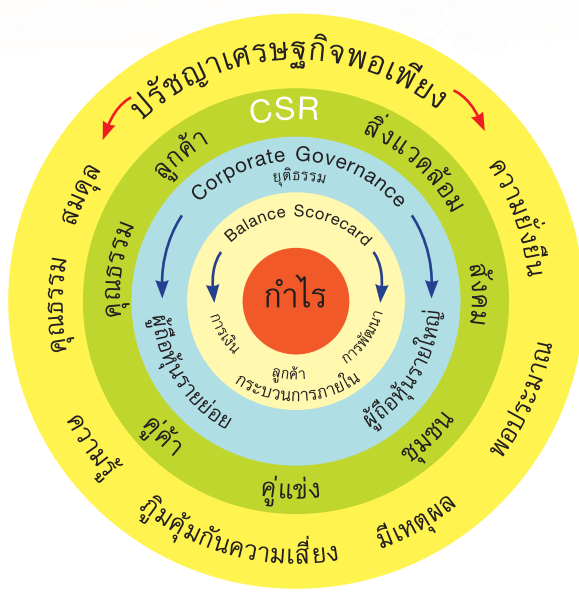 ปรัชญาเศรษฐกิจพอเพียง
สมดุล
คุณธรรม
ความรู้
ภูมิคุ้มกันความเสี่ยง
มีเหตุผล
พอประมาณ
ความยั่งยืน
CSR
ลูกค้า
คุณธรรม
คู่ค้า
คู่แข่ง
ชุมชน
สังคม
สิ่งแวดล้อม
Corporate Governance
ยุติธรรม
ผู้ถือหุ้นรายย่อย
ผู้ถือหุ้นรายใหญ่
Balance Scorecard
การเงิน
ลูกค้า
กระบวนการภายใน
การพัฒนา
กำไร